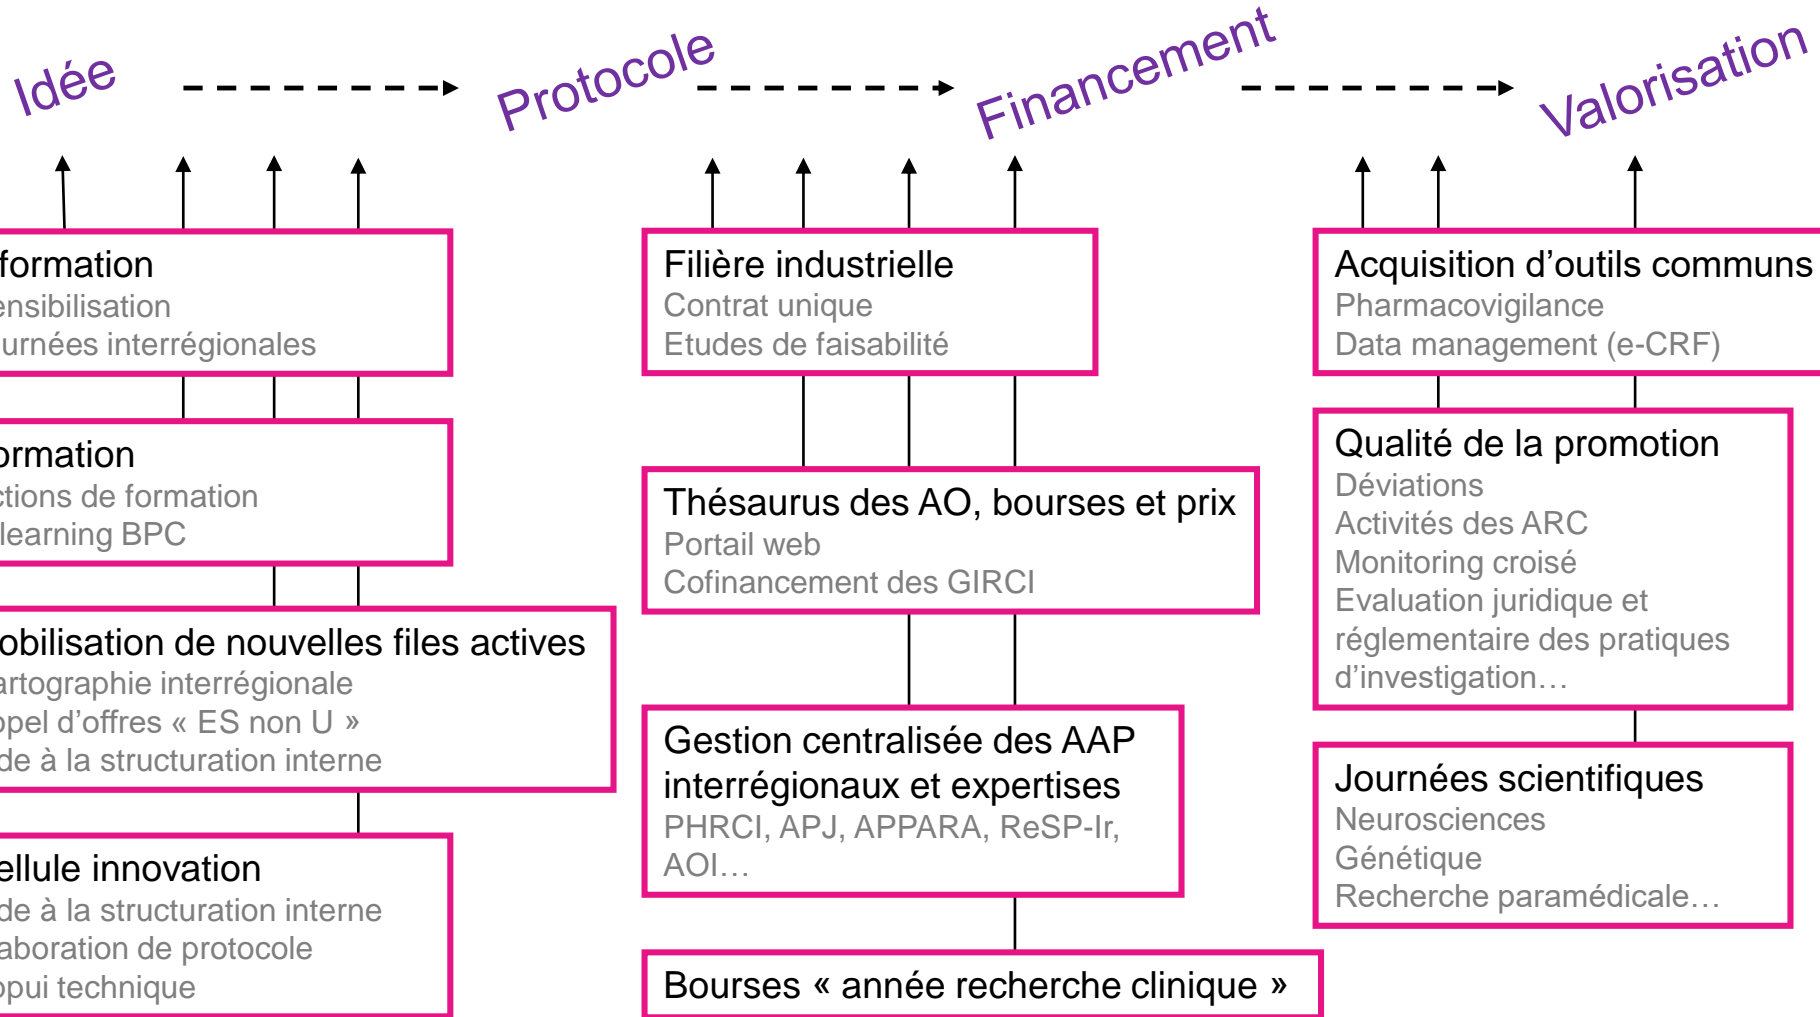 Idée
Protocole
Financement
Valorisation
formation
ensibilisation
urnées interrégionales
ormation
ctions de formation
learning BPC
obilisation de nouvelles files actives
artographie interrégionale
ppel d’offres « ES non U »
de à la structuration interne
ellule innovation
de à la structuration interne
aboration de protocole
ppui technique
Filière industrielle
Contrat unique
Etudes de faisabilité
Thésaurus des AO, bourses et prix
Portail web
Cofinancement des GIRCI
Gestion centralisée des AAP
interrégionaux et expertises
PHRCI, APJ, APPARA, ReSP-Ir,
AOI…
Bourses « année recherche clinique »
Acquisition d’outils communs
Pharmacovigilance
Data management (e-CRF)
Qualité de la promotion
Déviations
Activités des ARC
Monitoring croisé
Evaluation juridique et
réglementaire des pratiques
d’investigation…
Journées scientifiques
Neurosciences
Génétique
Recherche paramédicale…